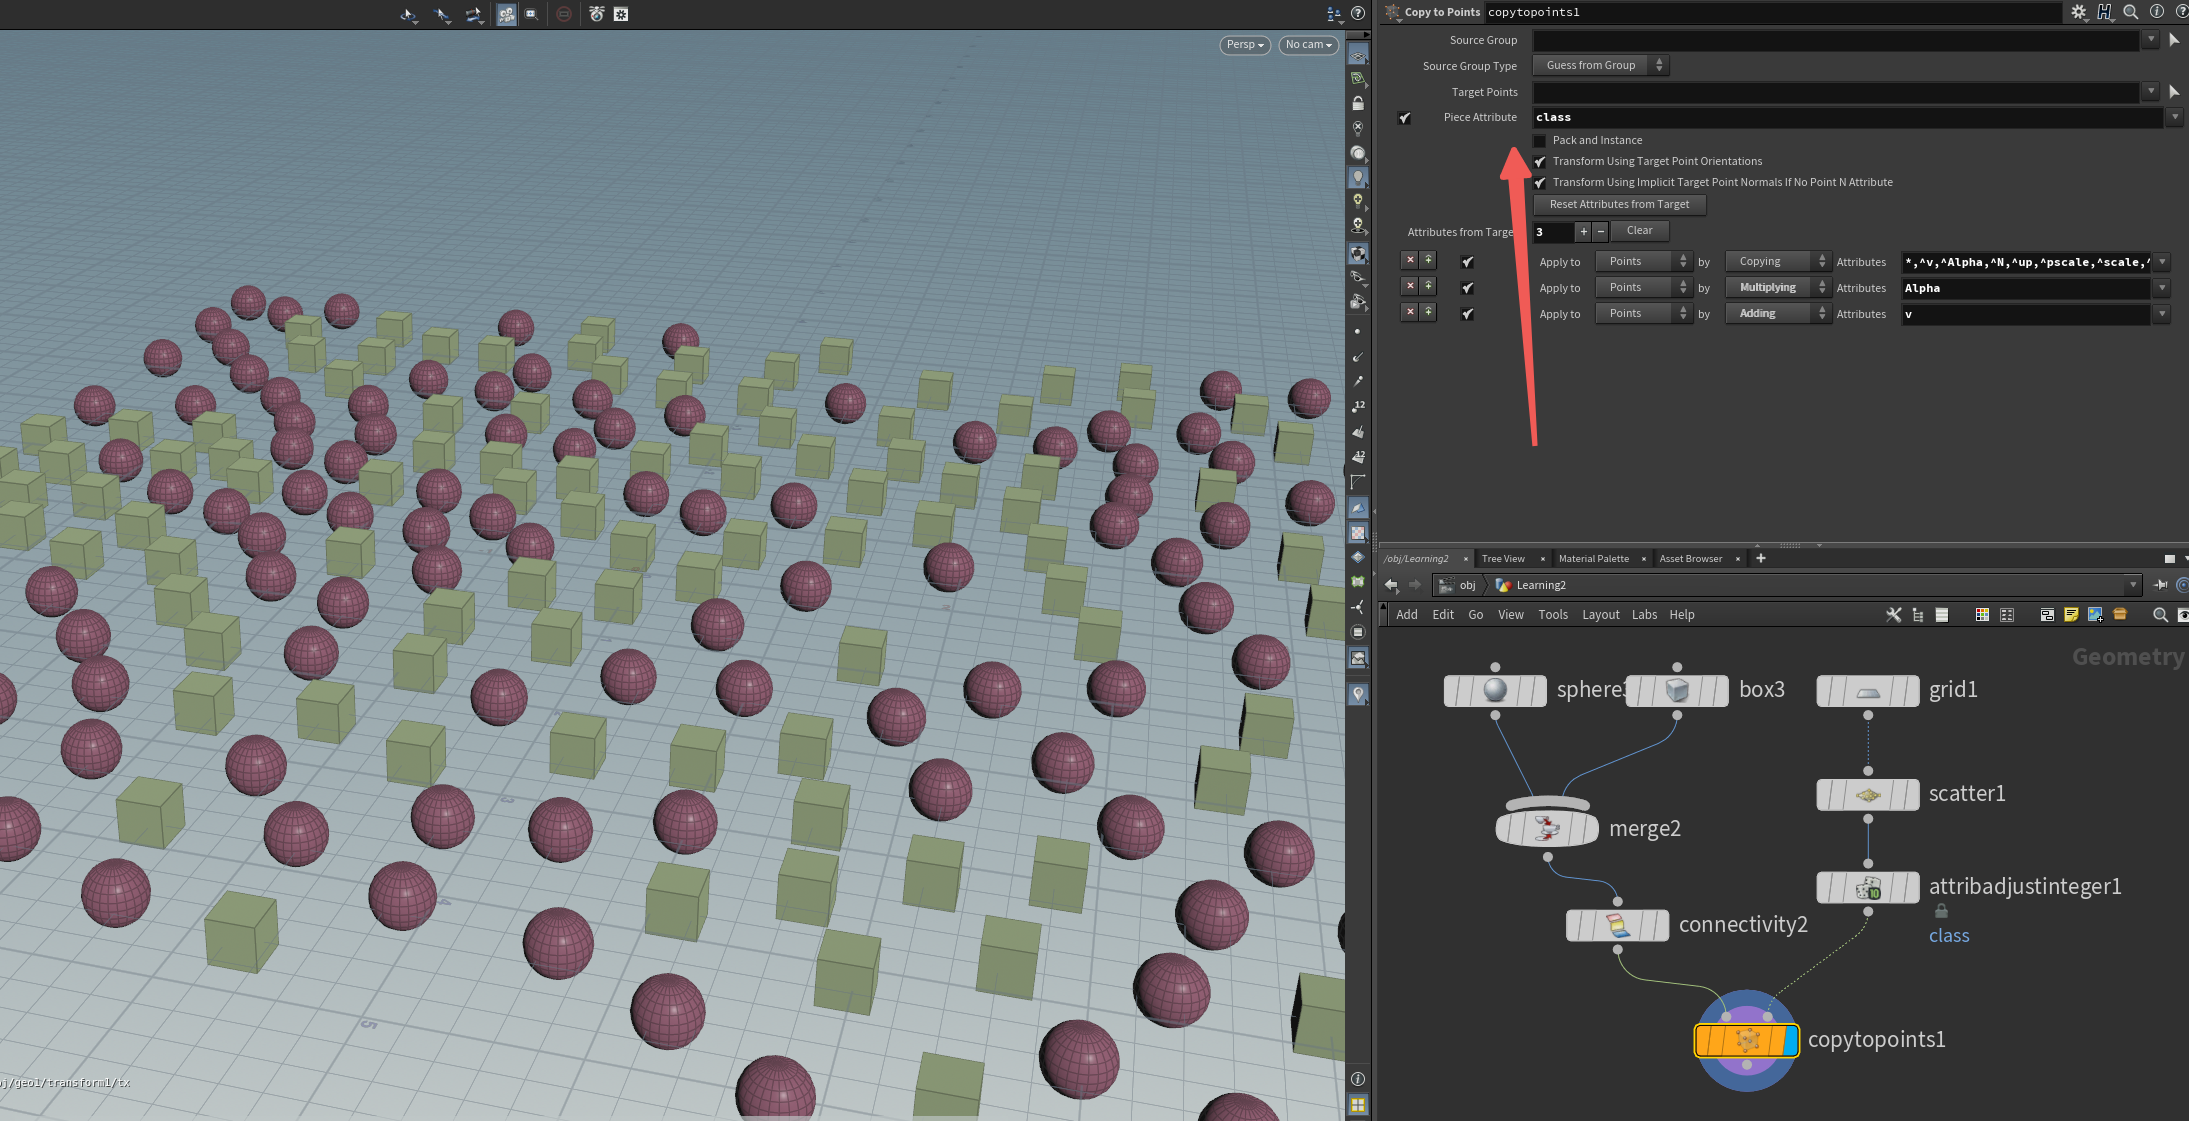 Copy to Points copytopoints1
Persp
No cam
Source Group
Source Group Type Guess from Group
Target Points
Piece Attribute class
Pack and Instance
Transform Using Target Point Orientations
Transform Using Implicit Target Point Normals If No Point N Attribute
Reset Attributes from Target
Attributes from Targe 3 + − Clear
Apply to Points by Copying Attributes *,^v,^Alpha,^N,^up,^pscale,^scale,^
Apply to Points by Multiplying Attributes Alpha
Apply to Points by Adding Attributes v
12
12
/obj/Learning2
Tree View
Material Palette
Asset Browser
obj Learning2
Add Edit Go View Tools Layout Labs Help
Geometry
sphere
box3
grid1
scatter1
merge2
attribadjustinteger1
10
class
connectivity2
copytopoints1
5
j/geo1/transform1/tx